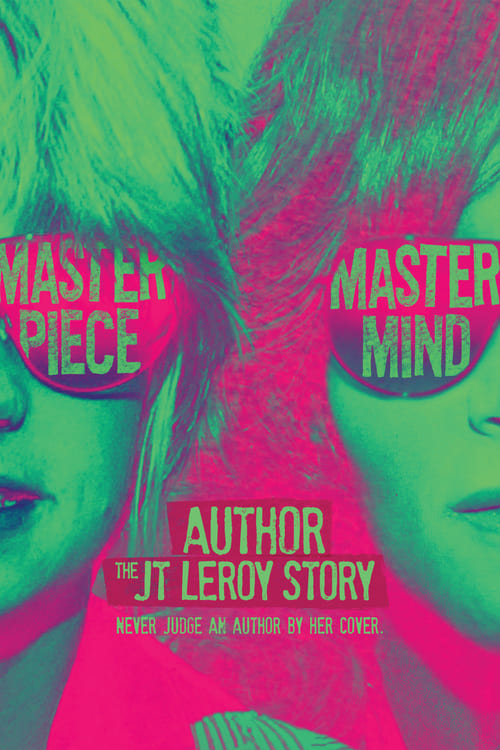 MASTER
PIECE
MASTER
MIND
AUTHOR
THE JT LEROY STORY
NEVER JUDGE AN AUTHOR BY HER COVER.